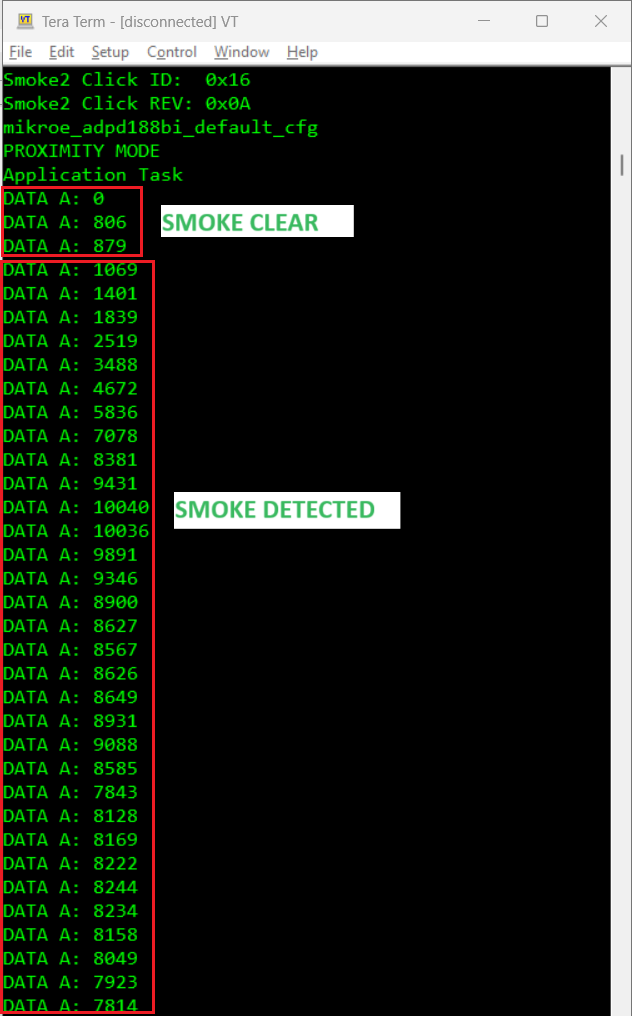 VT Tera Term - [disconnected] VT
File Edit Setup Control Window Help
Smoke2 Click ID:  0x16
Smoke2 Click REV: 0x0A
mikroe_adpd188bi_default_cfg
PROXIMITY MODE
Application Task
DATA A: 0
DATA A: 806
SMOKE CLEAR
DATA A: 879
DATA A: 1069
DATA A: 1401
DATA A: 1839
DATA A: 2519
DATA A: 3488
DATA A: 4672
DATA A: 5836
DATA A: 7078
DATA A: 8381
DATA A: 9431
DATA A: 10040
SMOKE DETECTED
DATA A: 10036
DATA A: 9891
DATA A: 9346
DATA A: 8900
DATA A: 8627
DATA A: 8567
DATA A: 8626
DATA A: 8649
DATA A: 8931
DATA A: 9088
DATA A: 8585
DATA A: 7843
DATA A: 8128
DATA A: 8169
DATA A: 8222
DATA A: 8244
DATA A: 8234
DATA A: 8158
DATA A: 8049
DATA A: 7923
DATA A: 7814